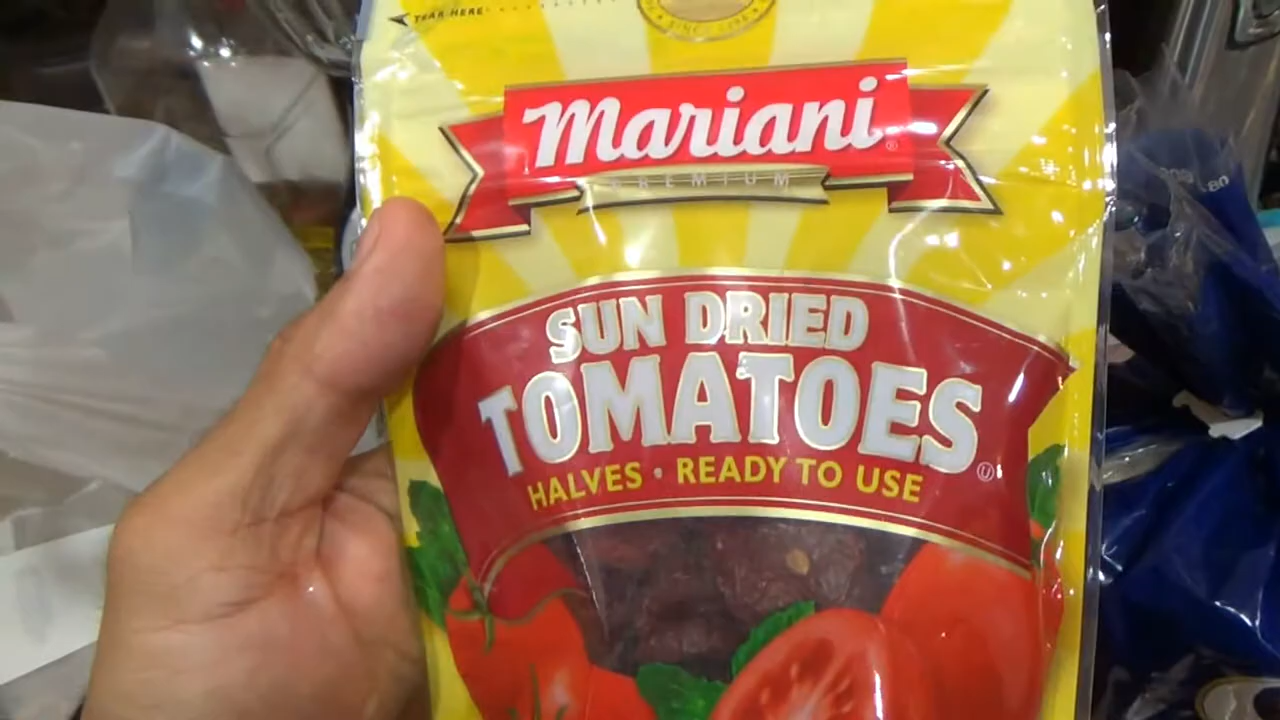 TEAR HERE
Mariani®
PREMIUM
SUN DRIED
TOMATOES
HALVES • READY TO USE